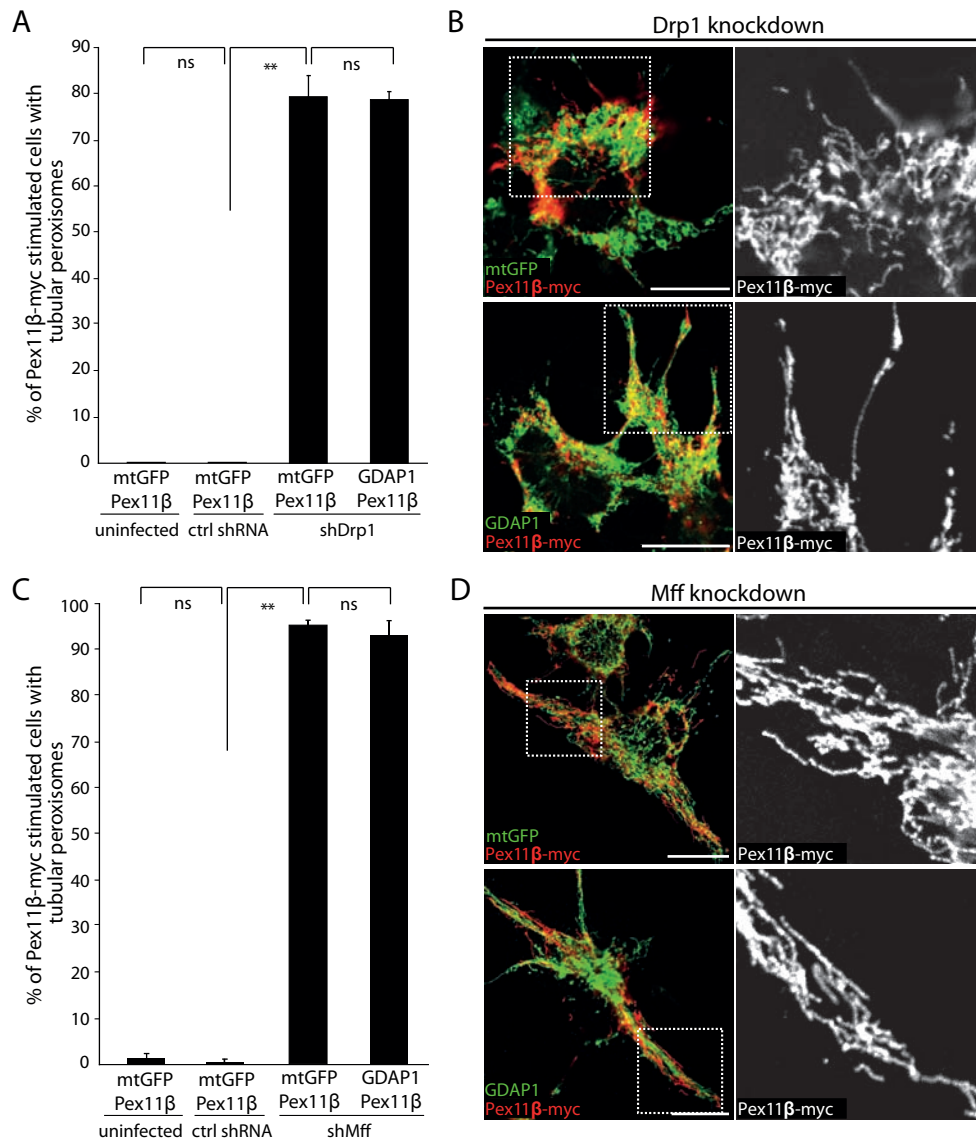 A
% of Pex11β-myc stimulated cells with
tubular peroxisomes
90
80
70
60
50
40
30
20
10
0
ns
**
ns
mtGFP
Pex11β
mtGFP
Pex11β
mtGFP
Pex11β
GDAP1
Pex11β
uninfected
ctrl shRNA
shDrp1
B
Drp1 knockdown
mtGFP
Pex11β-myc
Pex11β-myc
GDAP1
Pex11β-myc
Pex11β-myc
C
% of Pex11β-myc stimulated cells with
tubular peroxisomes
100
90
80
70
60
50
40
30
20
10
0
ns
**
ns
mtGFP
Pex11β
mtGFP
Pex11β
mtGFP
Pex11β
GDAP1
Pex11β
uninfected
ctrl shRNA
shMff
D
Mff knockdown
mtGFP
Pex11β-myc
Pex11β-myc
GDAP1
Pex11β-myc
Pex11β-myc